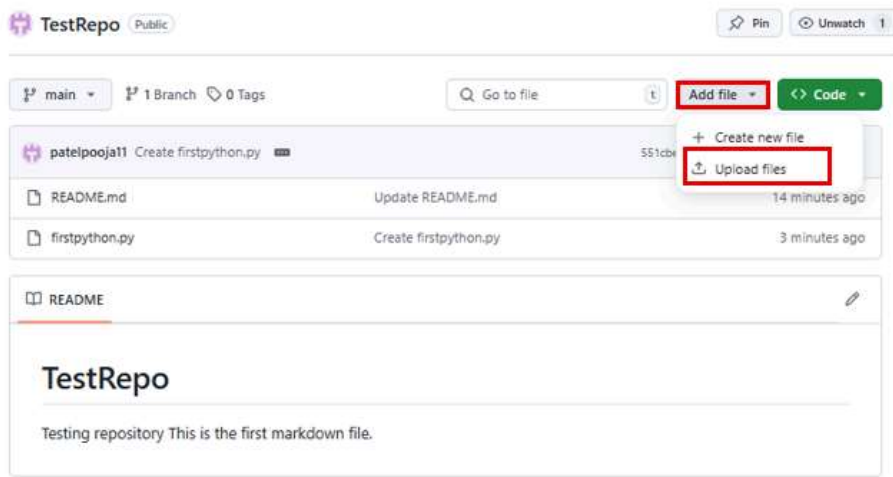 TestRepo Public
Pin
Unwatch 1
main
1 Branch
0 Tags
Go to file
t
Add file
Code
Create new file
Upload files
patelpooja11 Create firstpython.py
README.md Update README.md 14 minutes ago
firstpython.py Create firstpython.py 3 minutes ago
README
TestRepo
Testing repository This is the first markdown file.